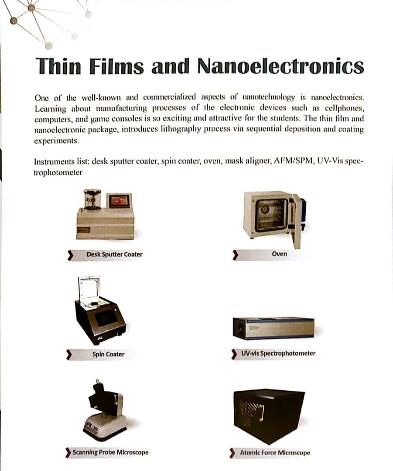 Thin Films and Nanoelectronics
One of the well-known and commercialized aspects of nanotechnology is nanoelectronics.
Learning about manufacturing processes of the electronic devices such as cellphones,
computers, and game consoles is so exciting and attractive for the students. The thin film and
nanoelectronic package, introduces lithography process via sequential deposition and coating
experiments.
Instruments list: desk sputter coater, spin coater, oven, mask aligner, AFM/SPM, UV-Vis spec-
trophotometer
Desk Sputter Coater
Oven
Spin Coater
UV-vis Spectrophotometer
Scanning Probe Microscope
Atomic Force Microscope